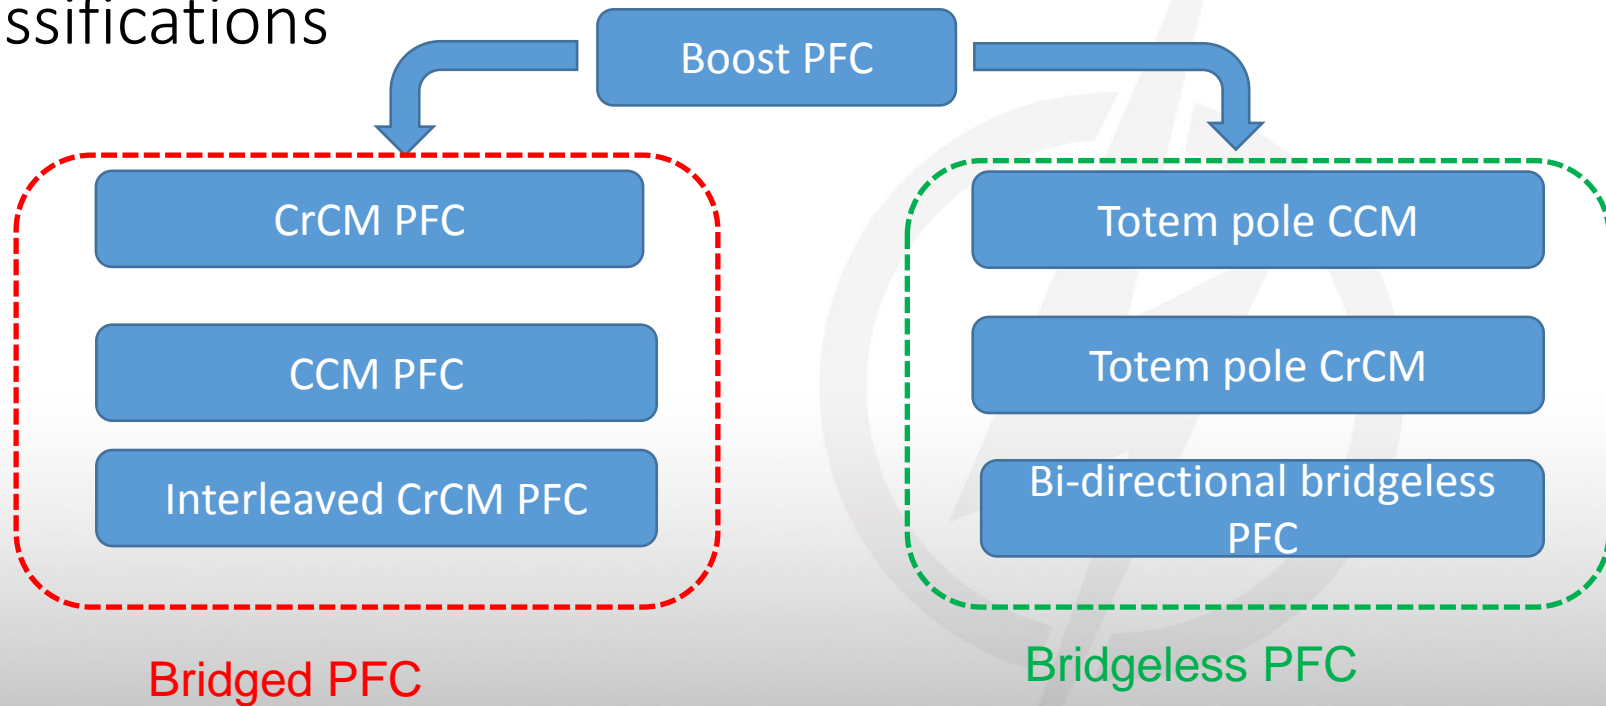 ssifications
Boost PFC
CrCM PFC
CCM PFC
Interleaved CrCM PFC
Bridged PFC
Totem pole CCM
Totem pole CrCM
Bi-directional bridgeless
PFC
Bridgeless PFC